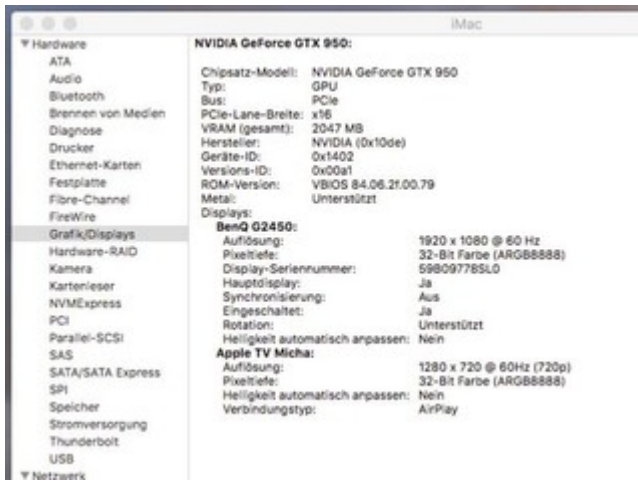 iMac
Hardware
ATA
Audio
Bluetooth
Brennen von Medien
Diagnose
Drucker
Ethernet-Karten
Festplatte
Fibre-Channel
FireWire
Grafik/Displays
Hardware-RAID
Kamera
Kartenleser
NVMExpress
PCI
Parallel-SCSI
SAS
SATA/SATA Express
SPI
Speicher
Stromversorgung
Thunderbolt
USB
Netzwerk
NVIDIA GeForce GTX 950:
Chipsatz-Modell: NVIDIA GeForce GTX 950
Typ: GPU
Bus: PCIe
PCIe-Lane-Breite: x16
VRAM (gesamt): 2047 MB
Hersteller: NVIDIA (0x10de)
Geräte-ID: 0x1402
Versions-ID: 0x00a1
ROM-Version: VBIOS 84.06.2f.00.79
Metal: Unterstützt
Displays:
BenQ G2450:
Auflösung: 1920 x 1080 @ 60 Hz
Pixeltiefe: 32-Bit Farbe (ARGB8888)
Display-Seriennummer: 59B09778SL0
Hauptdisplay: Ja
Synchronisierung: Aus
Eingeschaltet: Ja
Rotation: Unterstützt
Helligkeit automatisch anpassen: Nein
Apple TV Micha:
Auflösung: 1280 x 720 @ 60Hz (720p)
Pixeltiefe: 32-Bit Farbe (ARGB8888)
Helligkeit automatisch anpassen: Nein
Verbindungstyp: AirPlay